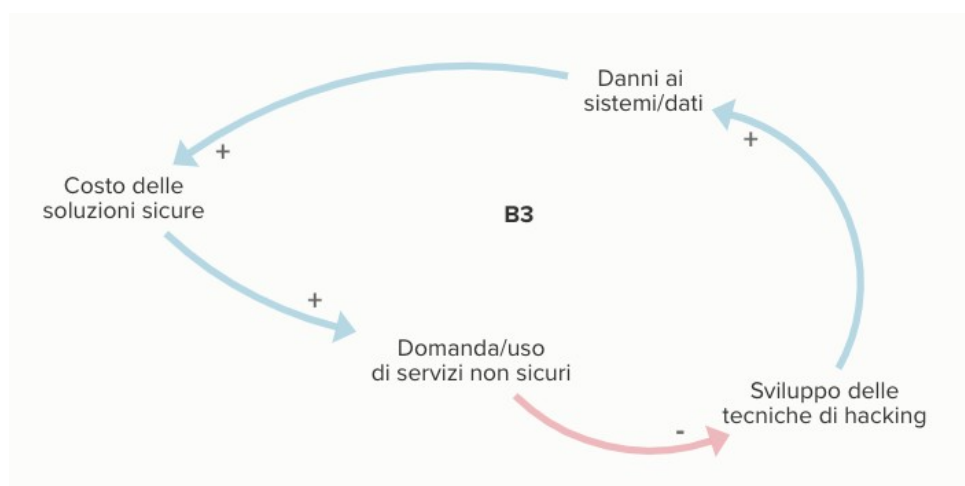 Danni ai
sistemi/dati
+
+
Costo delle
soluzioni sicure
B3
+
Domanda/uso
di servizi non sicuri
Sviluppo delle
tecniche di hacking
-